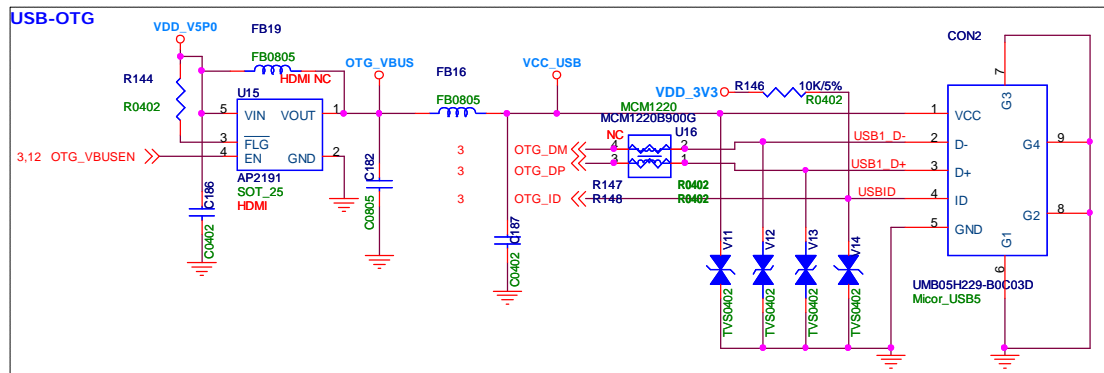 USB-OTG
VDD_V5P0
FB19
FB0805
HDMI NC
R144
R0402
U15
5
VIN
VOUT
1
3
FLG
4
EN
GND
2
AP2191
SOT_25
HDMI
3,12 OTG_VBUSEN
C186
C0402
OTG_VBUS
C182
C0805
FB16
FB0805
VCC_USB
C187
C0402
VDD_3V3
R146
10K/5%
R0402
MCM1220
MCM1220B900G
NC
U16
4
2
3
1
3 OTG_DM
3 OTG_DP
3 OTG_ID
R147 R0402
R148 R0402
USB1_D-
USB1_D+
USBID
V11
V12
V13
V14
TVS0402
TVS0402
TVS0402
TVS0402
CON2
7
G3
1
VCC
2
D-
G4
9
3
D+
4
ID
G2
8
5
GND
G1
6
UMB05H229-B0C03D
Micor_USB5